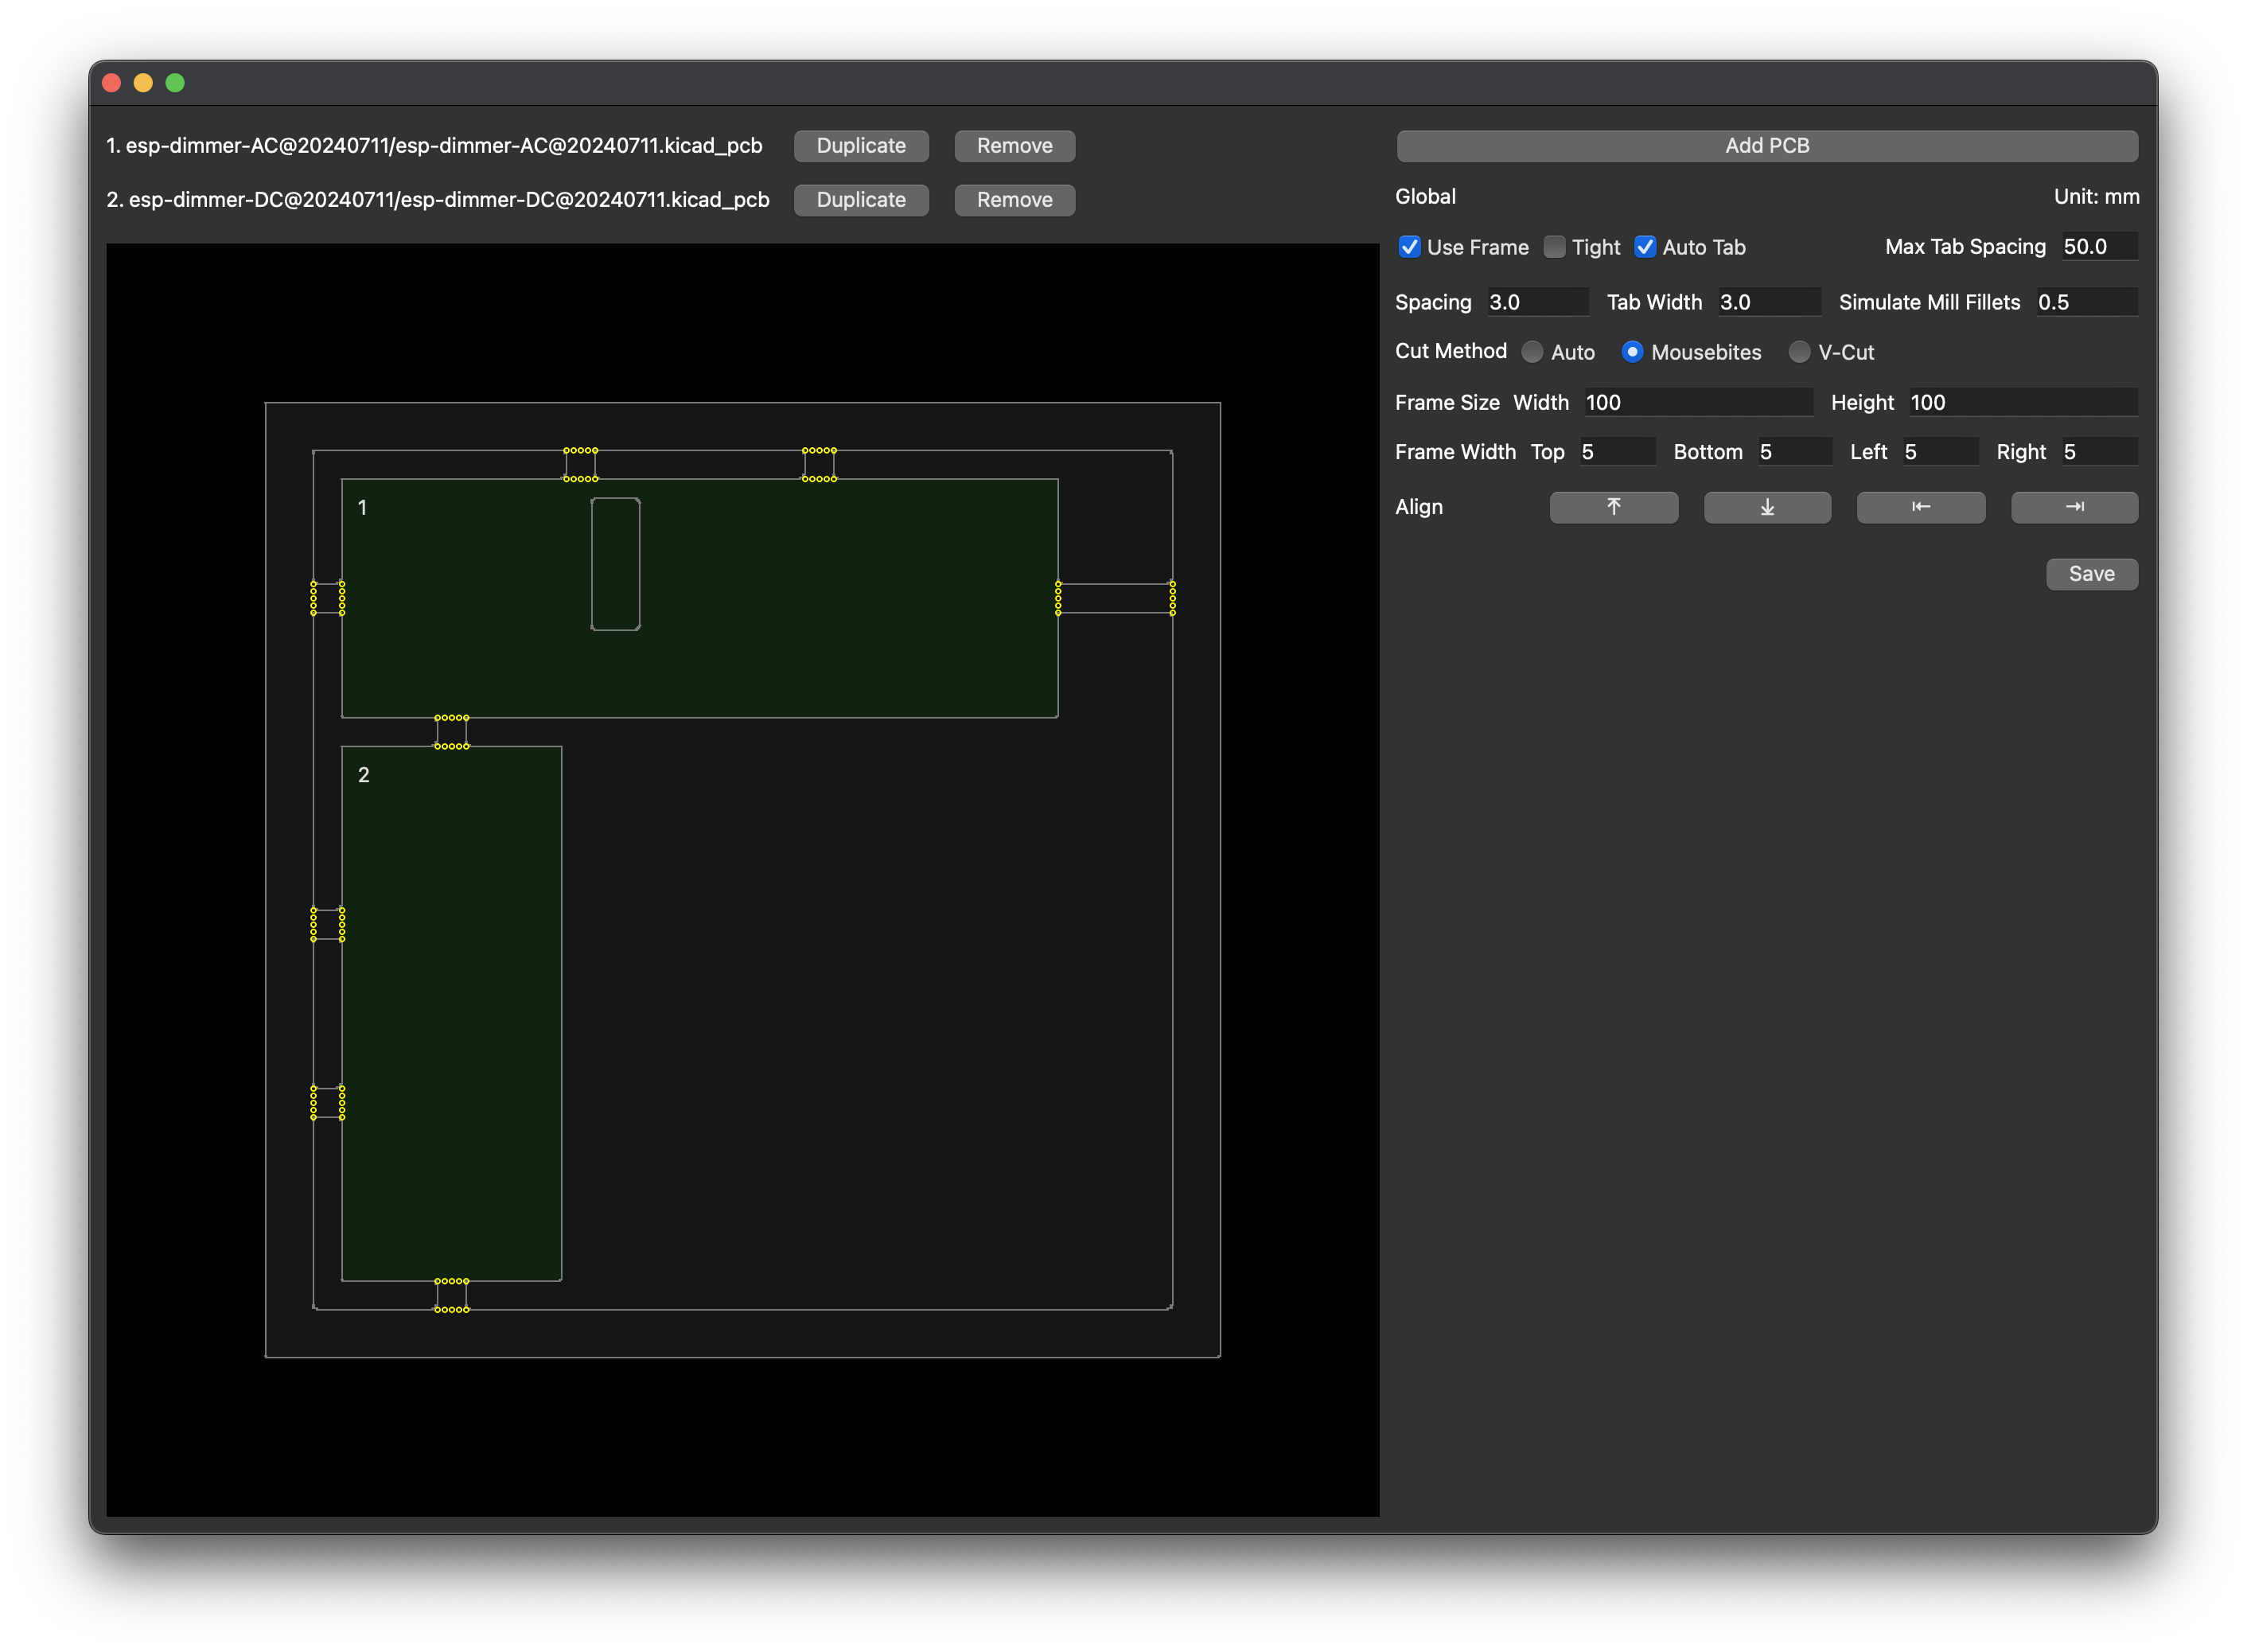 1. esp-dimmer-AC@20240711/esp-dimmer-AC@20240711.kicad_pcb Duplicate Remove
2. esp-dimmer-DC@20240711/esp-dimmer-DC@20240711.kicad_pcb Duplicate Remove
1
2
Add PCB
Global Unit: mm
Use Frame Tight Auto Tab Max Tab Spacing 50.0
Spacing 3.0 Tab Width 3.0 Simulate Mill Fillets 0.5
Cut Method Auto Mousebites V-Cut
Frame Size Width 100 Height 100
Frame Width Top 5 Bottom 5 Left 5 Right 5
Align
Save